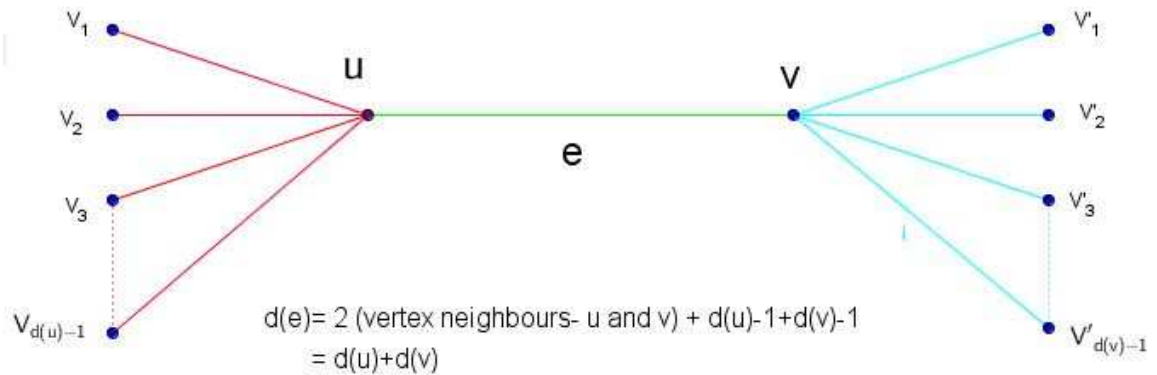 V1 V'1
u v
V2 V'2
e
V3 V'3
Vd(u)−1 V'd(v)−1
d(e)= 2 (vertex neighbours- u and v) + d(u)-1+d(v)-1
= d(u)+d(v)